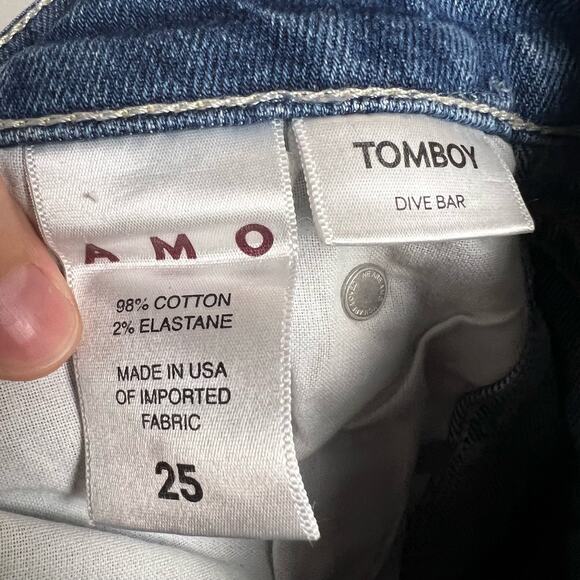 AMO
98% COTTON
2% ELASTANE
MADE IN USA
OF IMPORTED
FABRIC
25
TOMBOY
DIVE BAR